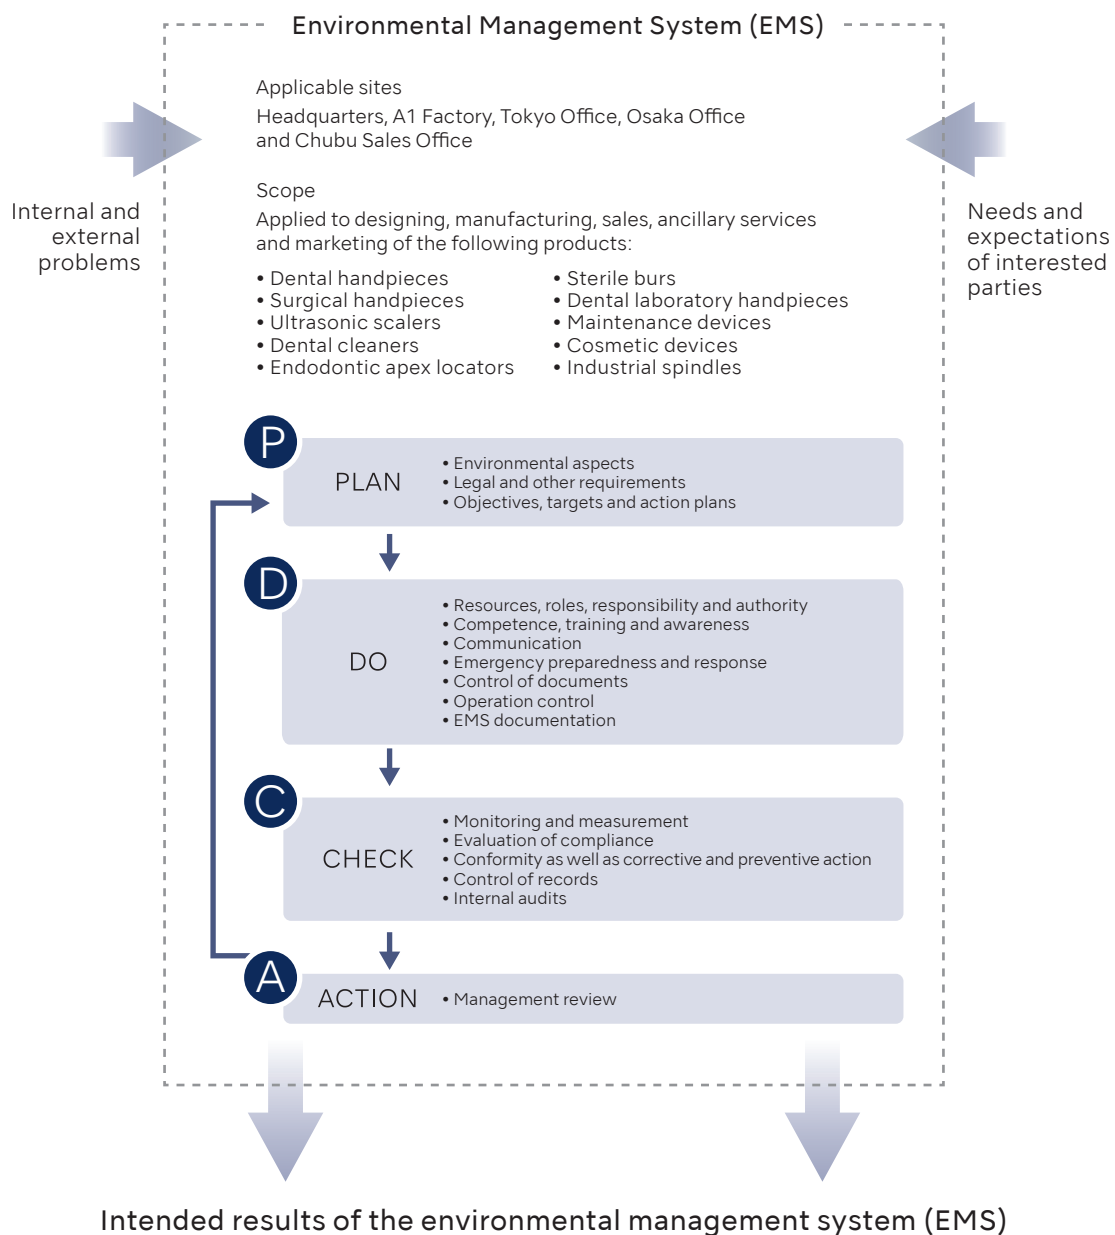 Environmental Management System (EMS)
Applicable sites
Headquarters, A1 Factory, Tokyo Office, Osaka Office
and Chubu Sales Office
Internal and
external
problems
Needs and
expectations
of interested
parties
Scope
Applied to designing, manufacturing, sales, ancillary services
and marketing of the following products:
• Dental handpieces
• Surgical handpieces
• Ultrasonic scalers
• Dental cleaners
• Endodontic apex locators
• Sterile burs
• Dental laboratory handpieces
• Maintenance devices
• Cosmetic devices
• Industrial spindles
P
PLAN
• Environmental aspects
• Legal and other requirements
• Objectives, targets and action plans
D
DO
• Resources, roles, responsibility and authority
• Competence, training and awareness
• Communication
• Emergency preparedness and response
• Control of documents
• Operation control
• EMS documentation
C
CHECK
• Monitoring and measurement
• Evaluation of compliance
• Conformity as well as corrective and preventive action
• Control of records
• Internal audits
A
ACTION
• Management review
Intended results of the environmental management system (EMS)